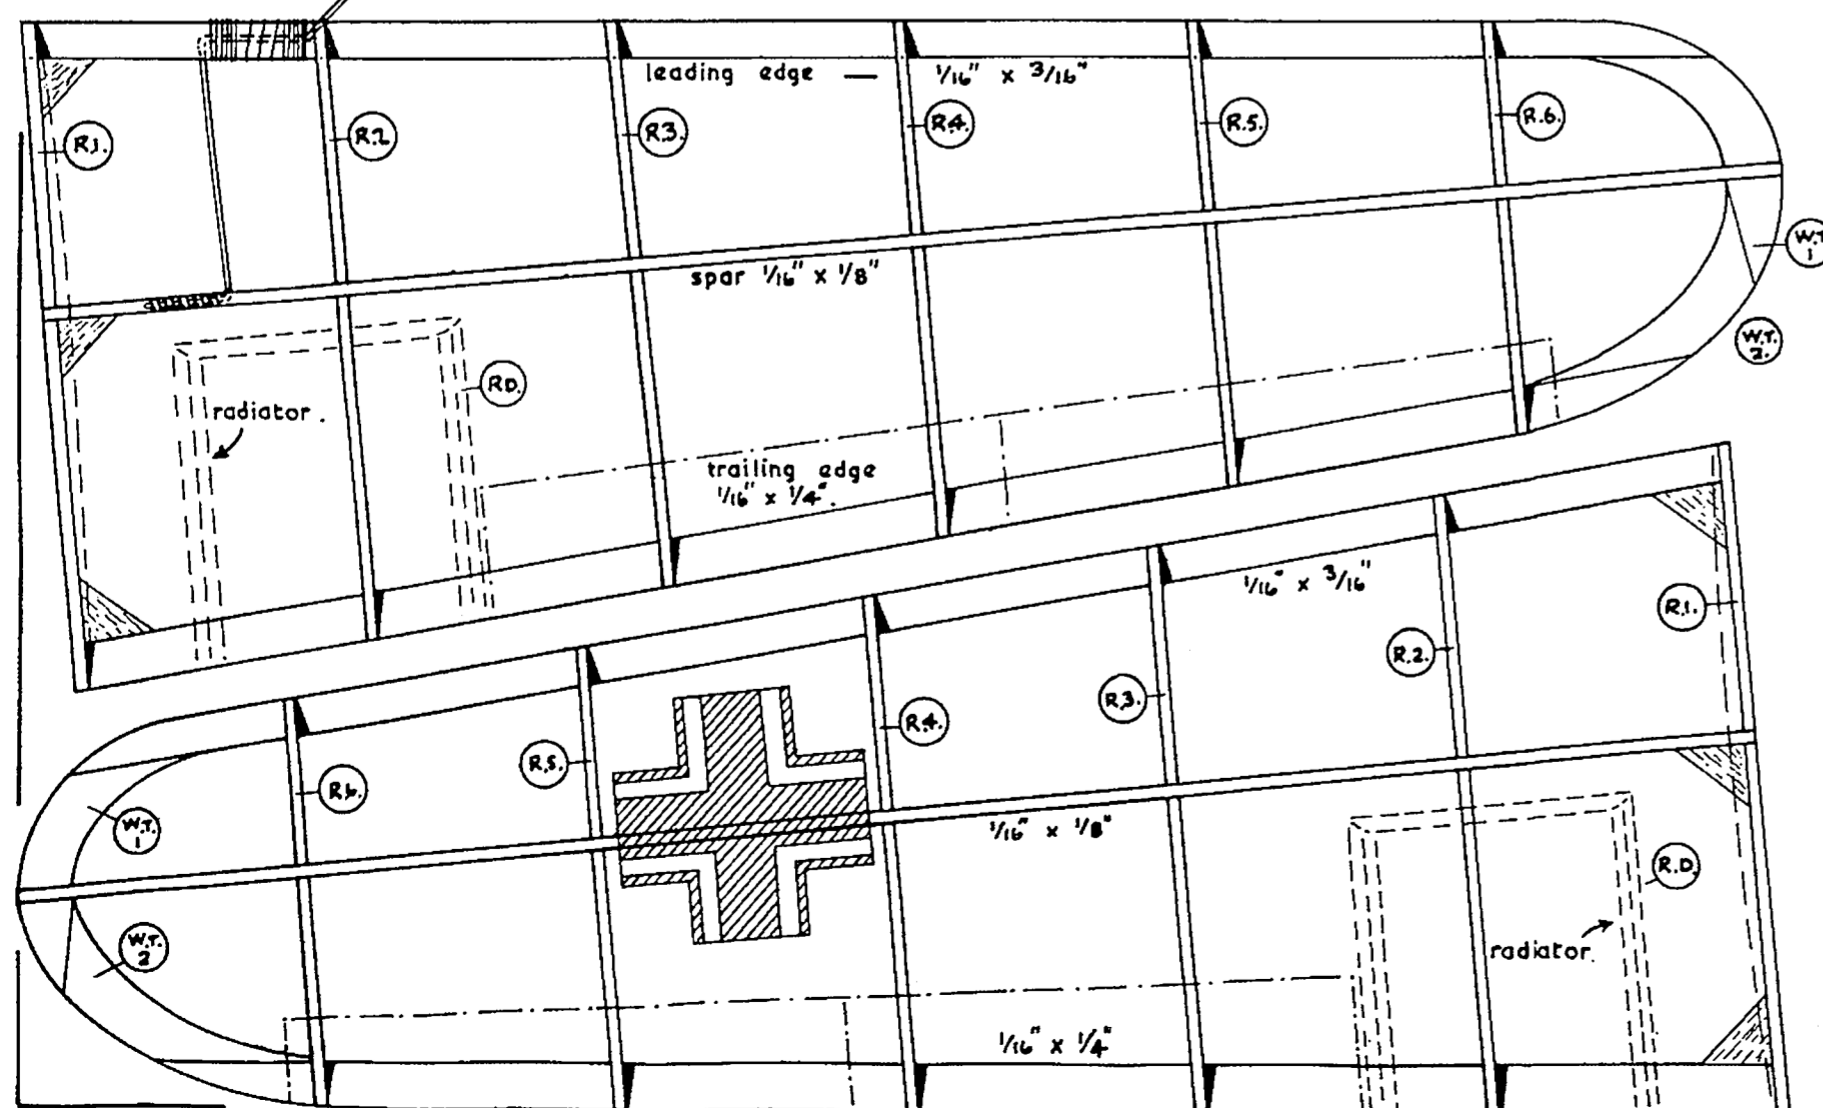 leading edge — 1/16" x 3/16"
R.1.
R.2
R.3.
R.4.
R.5.
R.6.
W.T.
1
spar 1/16" x 1/8"
W.T.
2.
R.D.
radiator.
trailing edge
1/16" x 1/4".
1/16" x 3/16"
R.1.
R.2.
R.3.
R.4.
R.5.
R.6.
W.T.
1
1/16" x 1/8"
R.D.
W.T.
2
radiator.
1/16" x 1/4"